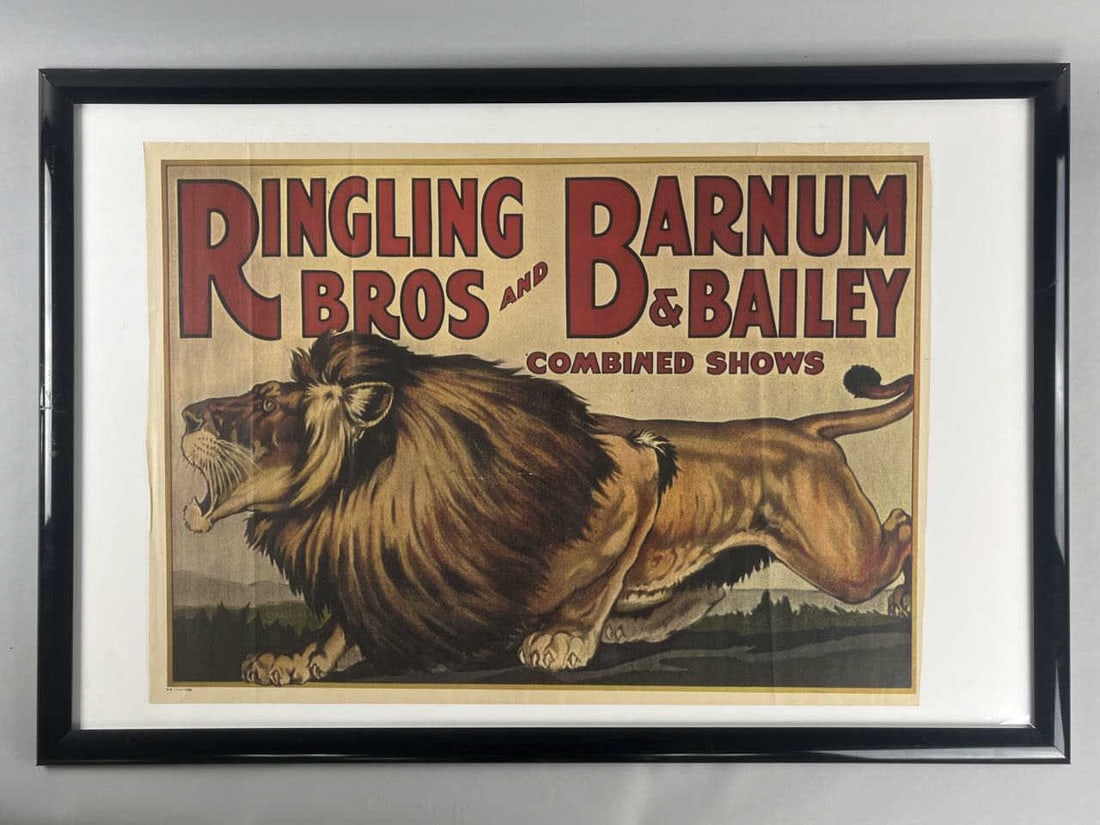 RINGLING
BROS AND
BARNUM
& BAILEY
COMBINED SHOWS